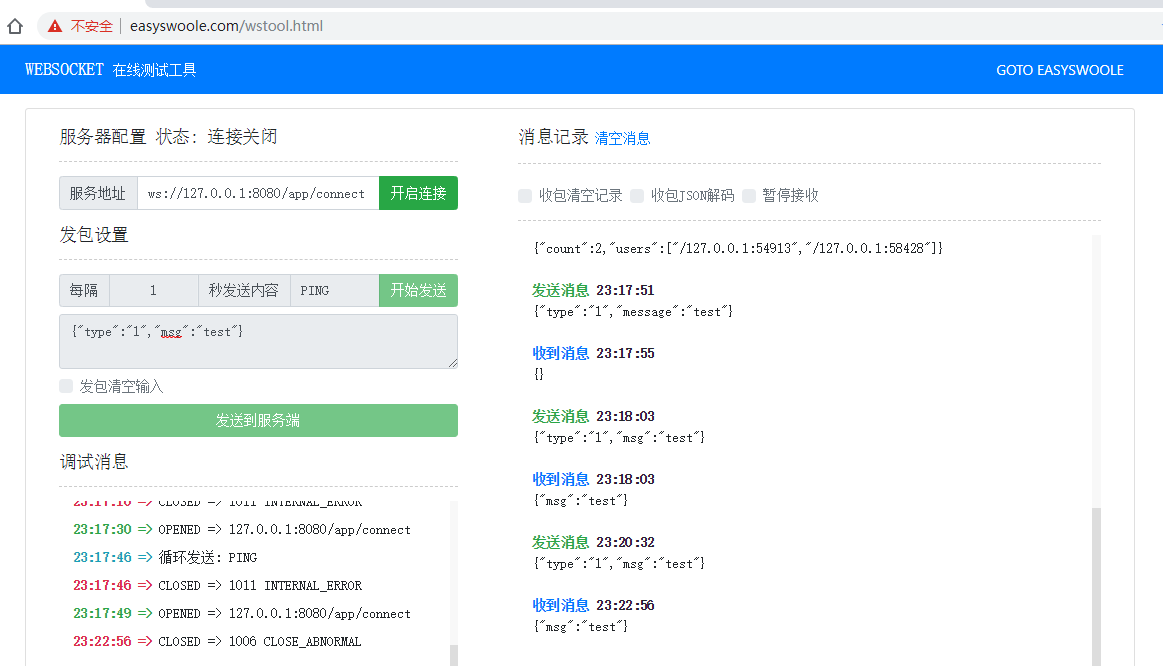 不安全 easyswoole.com/wstool.html
WEBSOCKET 在线测试工具
GOTO EASYSWOOLE
服务器配置 状态: 连接关闭
服务地址 ws://127.0.0.1:8080/app/connect 开启连接
发包设置
每隔 1 秒发送内容 PING 开始发送
{"type":"1","msg":"test"}
发包清空输入
发送到服务端
调试消息
23:17:16 => CLOSED => 1011 INTERNAL_ERROR
23:17:30 => OPENED => 127.0.0.1:8080/app/connect
23:17:46 => 循环发送: PING
23:17:46 => CLOSED => 1011 INTERNAL_ERROR
23:17:49 => OPENED => 127.0.0.1:8080/app/connect
23:22:56 => CLOSED => 1006 CLOSE_ABNORMAL
消息记录 清空消息
收包清空记录 收包JSON解码 暂停接收
{"count":2,"users":["/127.0.0.1:54913","/127.0.0.1:58428"]}
发送消息 23:17:51
{"type":"1","message":"test"}
收到消息 23:17:55
{}
发送消息 23:18:03
{"type":"1","msg":"test"}
收到消息 23:18:03
{"msg":"test"}
发送消息 23:20:32
{"type":"1","msg":"test"}
收到消息 23:22:56
{"msg":"test"}